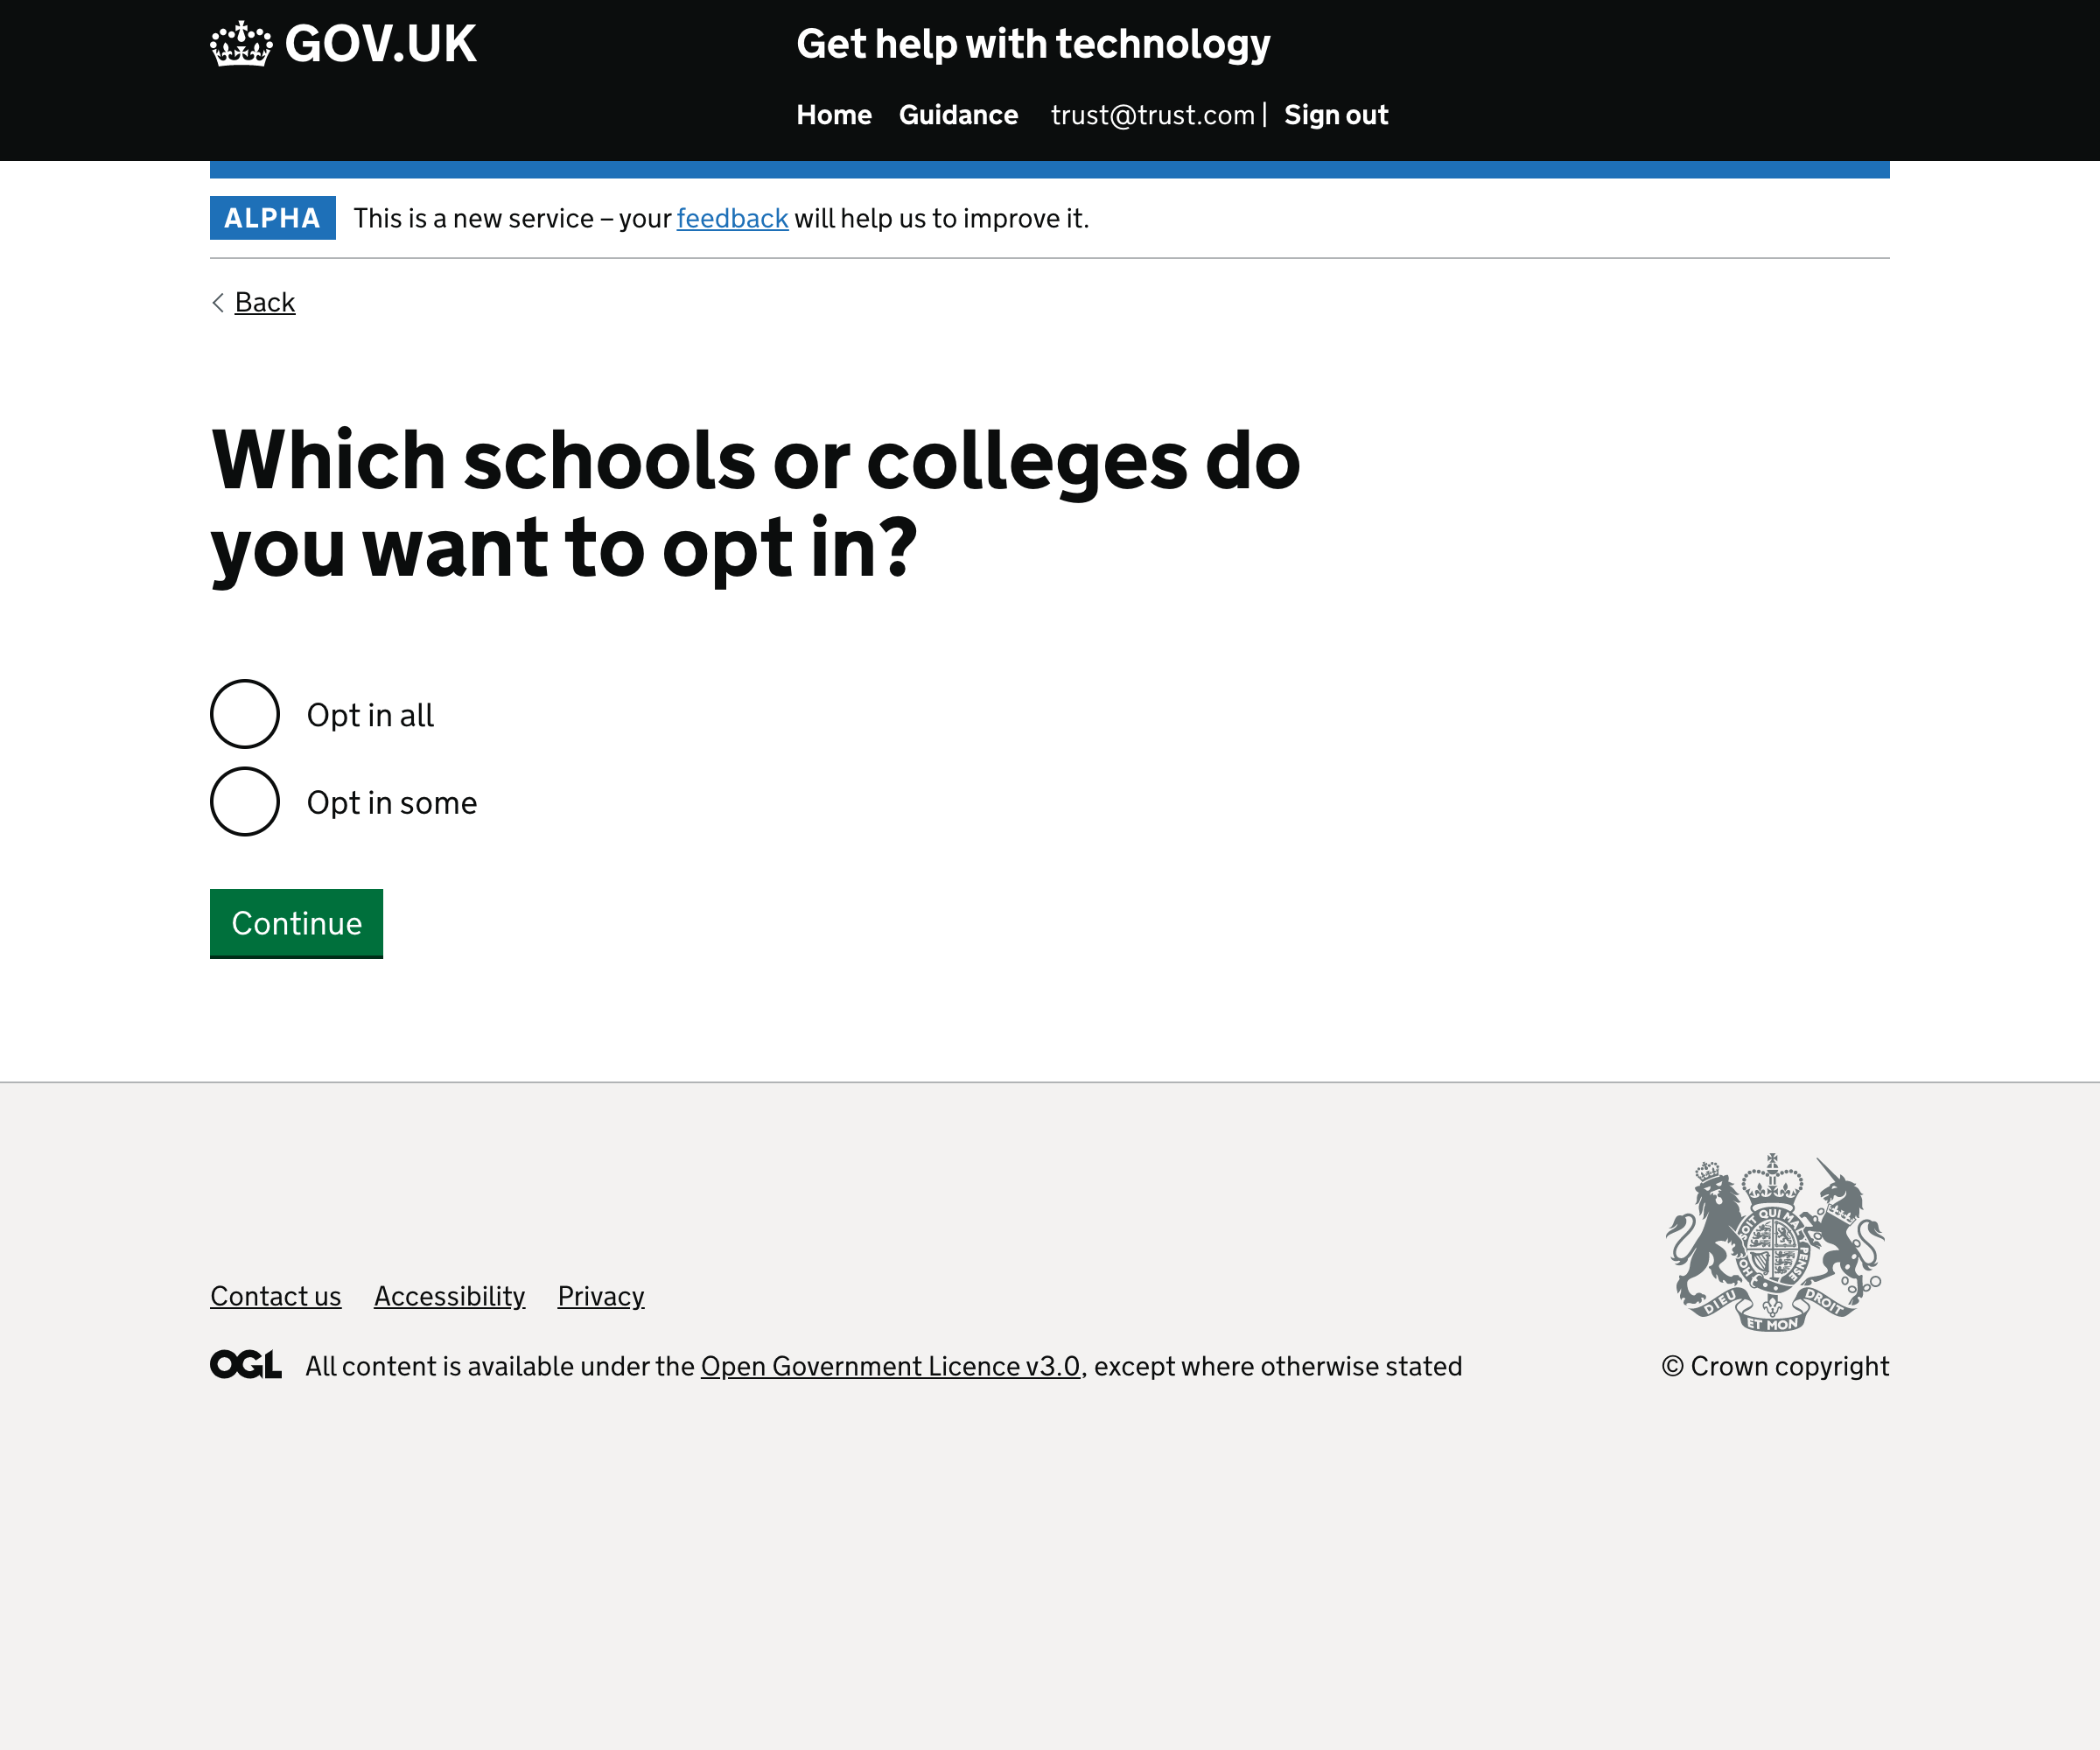 GOV.UK
Get help with technology
Home Guidance trust@trust.com | Sign out
ALPHA This is a new service – your feedback will help us to improve it.
Back
Which schools or colleges do
you want to opt in?
Opt in all
Opt in some
Continue
SOIT QUI MAL Y PENSE
HO
DIEU ET MON DROIT
Contact us Accessibility Privacy
OGL All content is available under the Open Government Licence v3.0, except where otherwise stated
© Crown copyright